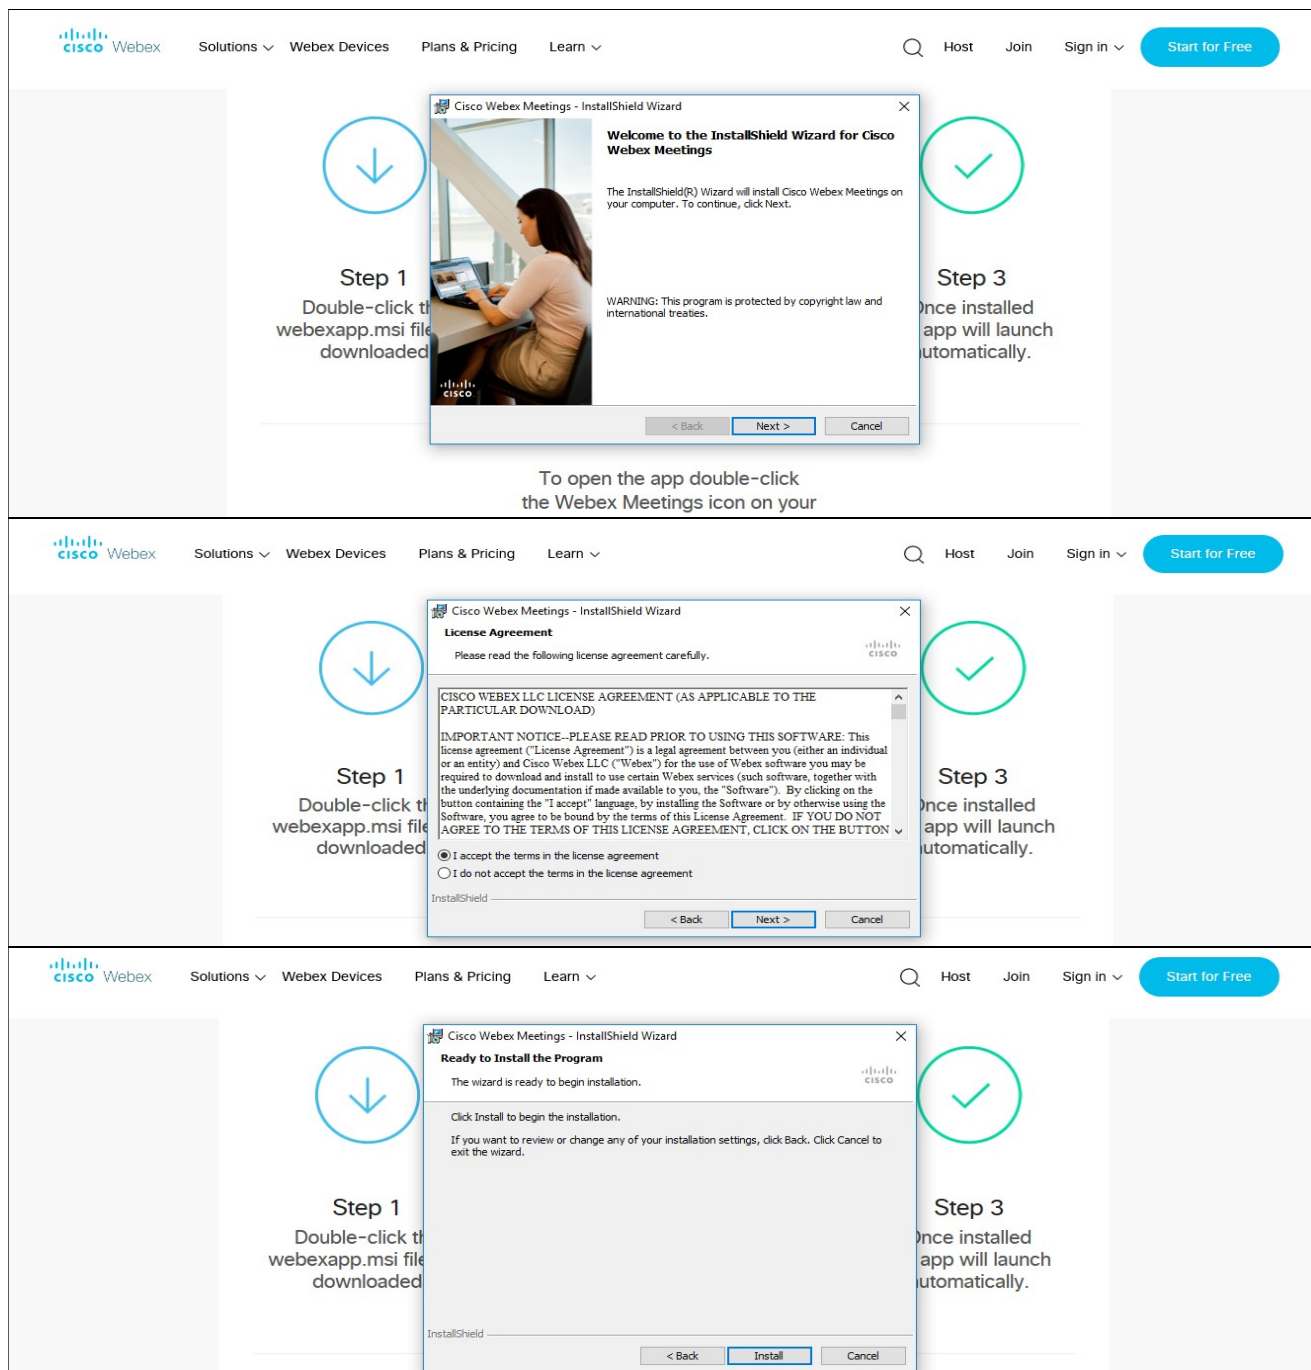 cisco Webex Solutions Webex Devices Plans & Pricing Learn Host Join Sign in Start for Free
Cisco Webex Meetings - InstallShield Wizard
Welcome to the InstallShield Wizard for Cisco
Webex Meetings
The InstallShield(R) Wizard will install Cisco Webex Meetings on
your computer. To continue, click Next.
WARNING: This program is protected by copyright law and
international treaties.
cisco
< Back Next > Cancel
Step 1
Double-click
webexapp.msi
downloaded
Step 3
installed
app will launch
To open the app double-click
the Webex Meetings icon on your
cisco Webex Solutions Webex Devices Plans & Pricing Learn Host Join Sign in Start for Free
Cisco Webex Meetings - InstallShield Wizard
License Agreement
Please read the following license agreement carefully.
cisco
CISCO WEBEX LLC LICENSE AGREEMENT (AS APPLICABLE TO THE
PARTICULAR DOWNLOAD)
IMPORTANT NOTICE--PLEASE READ PRIOR TO USING THIS SOFTWARE: This
license agreement ("License Agreement") is a legal agreement between you (either an individual
or an entity) and Cisco Webex LLC ("Webex") for the use of Webex software you may be
required to download and install to use certain Webex services (such software, together with
the underlying documentation if made available to you, the "Software"). By clicking on the
button containing the "I accept" language, by installing the Software or by otherwise using the
Software, you agree to be bound by the terms of this License Agreement. IF YOU DO NOT
AGREE TO THE TERMS OF THIS LICENSE AGREEMENT, CLICK ON THE BUTTON
I accept the terms in the license agreement
I do not accept the terms in the license agreement
InstallShield
< Back Next > Cancel
Step 1
Double-click
webexapp.msi
downloaded
Step 3
installed
app will launch
cisco Webex Solutions Webex Devices Plans & Pricing Learn Host Join Sign in Start for Free
Cisco Webex Meetings - InstallShield Wizard
Ready to Install the Program
The wizard is ready to begin installation.
cisco
Click Install to begin the installation.
If you want to review or change any of your installation settings, click Back. Click Cancel to
exit the wizard.
InstallShield
< Back Install Cancel
Step 1
Double-click
webexapp.msi
downloaded
Step 3
installed
app will launch